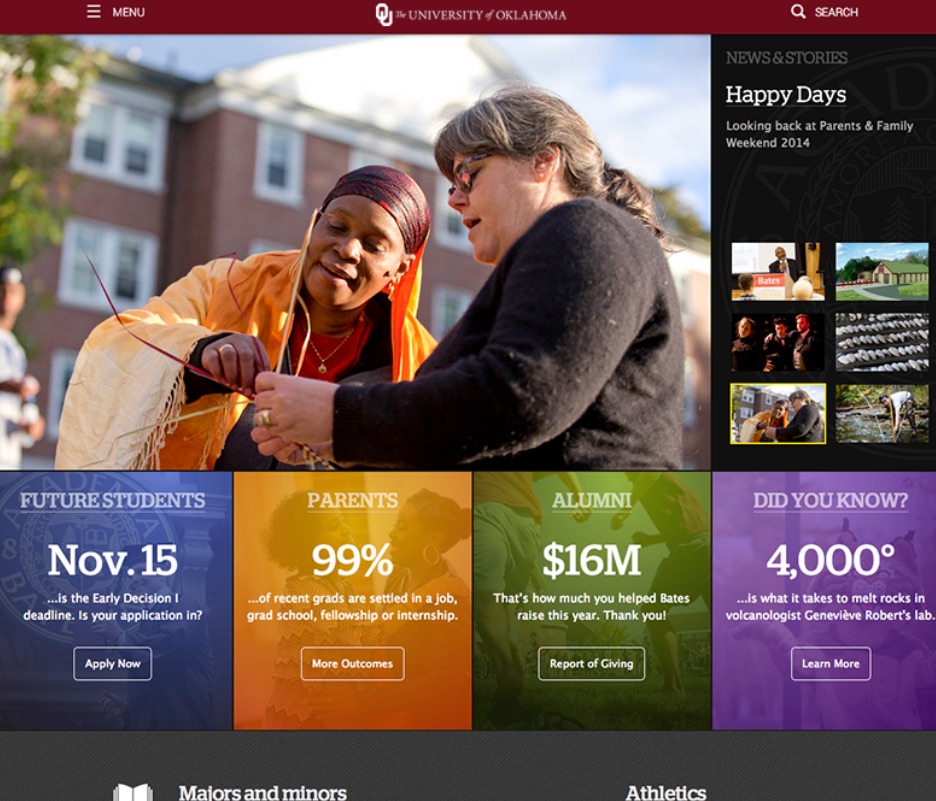 MENU
The UNIVERSITY of OKLAHOMA
SEARCH
NEWS & STORIES
Happy Days
Looking back at Parents & Family
Weekend 2014
Bates
FUTURE STUDENTS
Nov. 15
...is the Early Decision I
deadline. Is your application in?
Apply Now
PARENTS
99%
...of recent grads are settled in a job,
grad school, fellowship or internship.
More Outcomes
ALUMNI
$16M
That's how much you helped Bates
raise this year. Thank you!
Report of Giving
DID YOU KNOW?
4,000°
...is what it takes to melt rocks in
volcanologist Geneviève Robert's lab.
Learn More
Majors and minors
Athletics